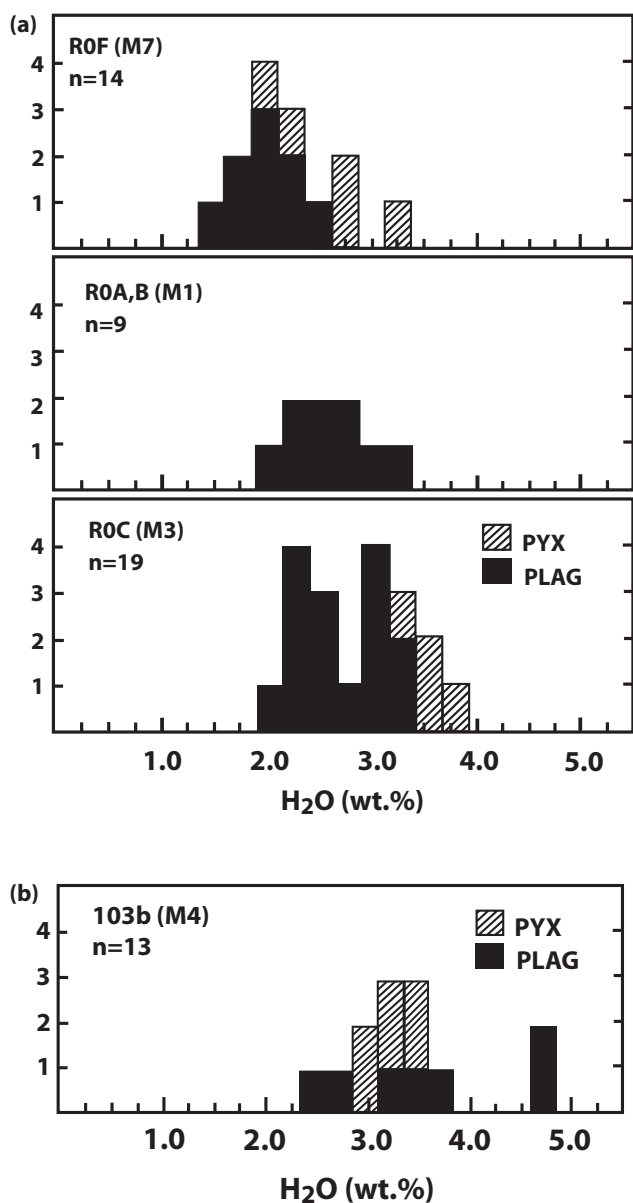 (a)
R0F (M7)
n=14
4
3
2
1
R0A,B (M1)
n=9
4
3
2
1
R0C (M3)
n=19
PYX
PLAG
4
3
2
1
1.0 2.0 3.0 4.0 5.0
H2O (wt.%)
(b)
103b (M4)
n=13
PYX
PLAG
4
3
2
1
1.0 2.0 3.0 4.0 5.0
H2O (wt.%)